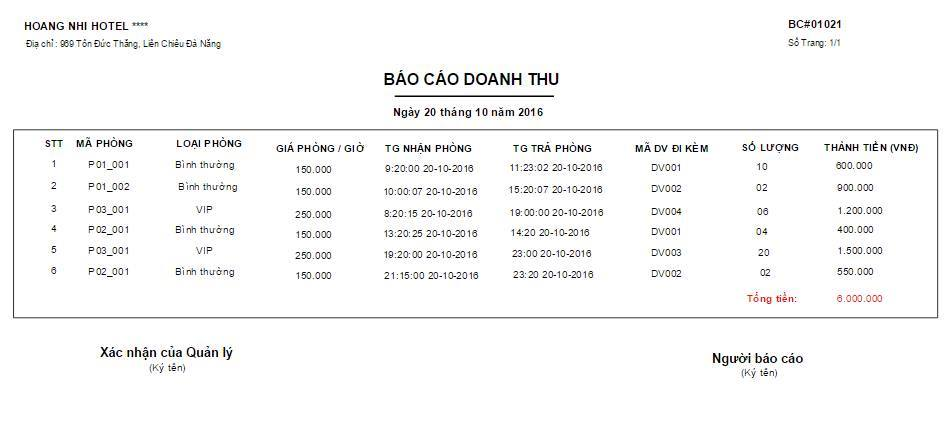 HOANG NHI HOTEL ****
BC#01021
Địa chỉ : 969 Tôn Đức Thắng, Liên Chiểu Đà Nẵng
Số Trang: 1/1
BÁO CÁO DOANH THU
Ngày 20 tháng 10 năm 2016
STT MÃ PHÒNG LOẠI PHÒNG GIÁ PHÒNG / GIỜ TG NHẬN PHÒNG TG TRẢ PHÒNG MÃ DV ĐI KÈM SỐ LƯỢNG THÀNH TIỀN (VNĐ)
1 P01_001 Bình thường 150.000 9:20:00 20-10-2016 11:23:02 20-10-2016 DV001 10 600.000
2 P01_002 Bình thường 150.000 10:00:07 20-10-2016 15:20:07 20-10-2016 DV002 02 900.000
3 P03_001 VIP 250.000 8:20:15 20-10-2016 19:00:00 20-10-2016 DV004 06 1.200.000
4 P02_001 Bình thường 150.000 13:20:25 20-10-2016 14:20 20-10-2016 DV001 04 400.000
5 P03_001 VIP 250.000 19:20:00 20-10-2016 23:00 20-10-2016 DV003 20 1.500.000
6 P02_001 Bình thường 150.000 21:15:00 20-10-2016 23:20 20-10-2016 DV002 02 550.000
Tổng tiền: 6.000.000
Xác nhận của Quản lý
(Ký tên)
Người báo cáo
(Ký tên)